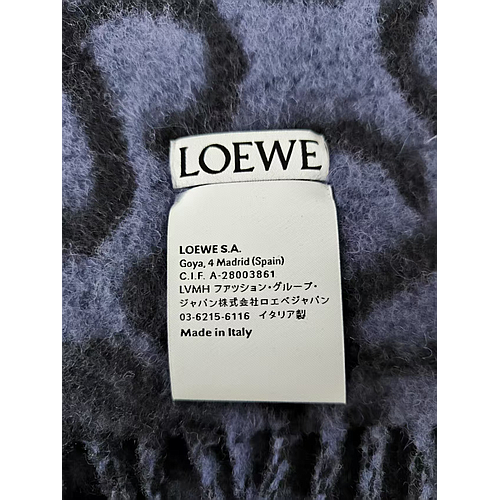 LOEWE
LOEWE S.A.
Goya, 4 Madrid (Spain)
C.I.F. A-28003861
LVMH ファッション・グループ・
ジャパン株式会社ロエベジャパン
03-6215-6116 イタリア製
Made in Italy